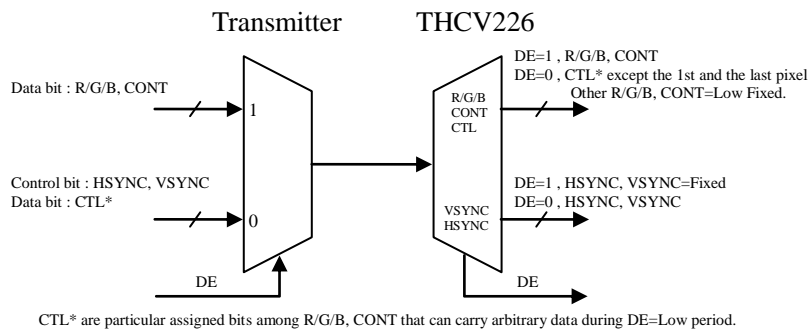 Transmitter THCV226
Data bit : R/G/B, CONT
1
Control bit : HSYNC, VSYNC
Data bit : CTL*
0
DE
R/G/B
CONT
CTL
VSYNC
HSYNC
DE=1 , R/G/B, CONT
DE=0 , CTL* except the 1st and the last pixel
Other R/G/B, CONT=Low Fixed.
DE=1 , HSYNC, VSYNC=Fixed
DE=0 , HSYNC, VSYNC
DE
CTL* are particular assigned bits among R/G/B, CONT that can carry arbitrary data during DE=Low period.